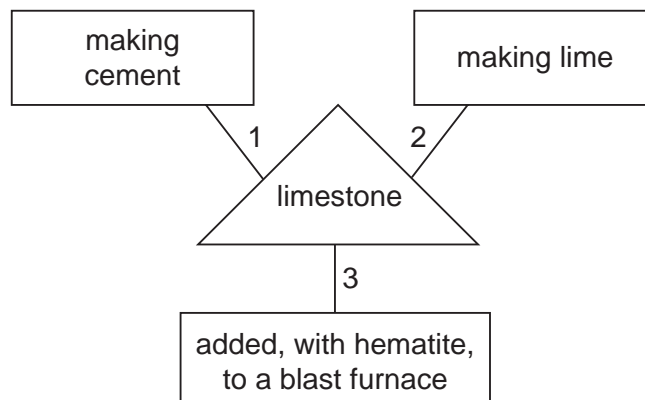 making
cement
making lime
1
2
limestone
3
added, with hematite,
to a blast furnace